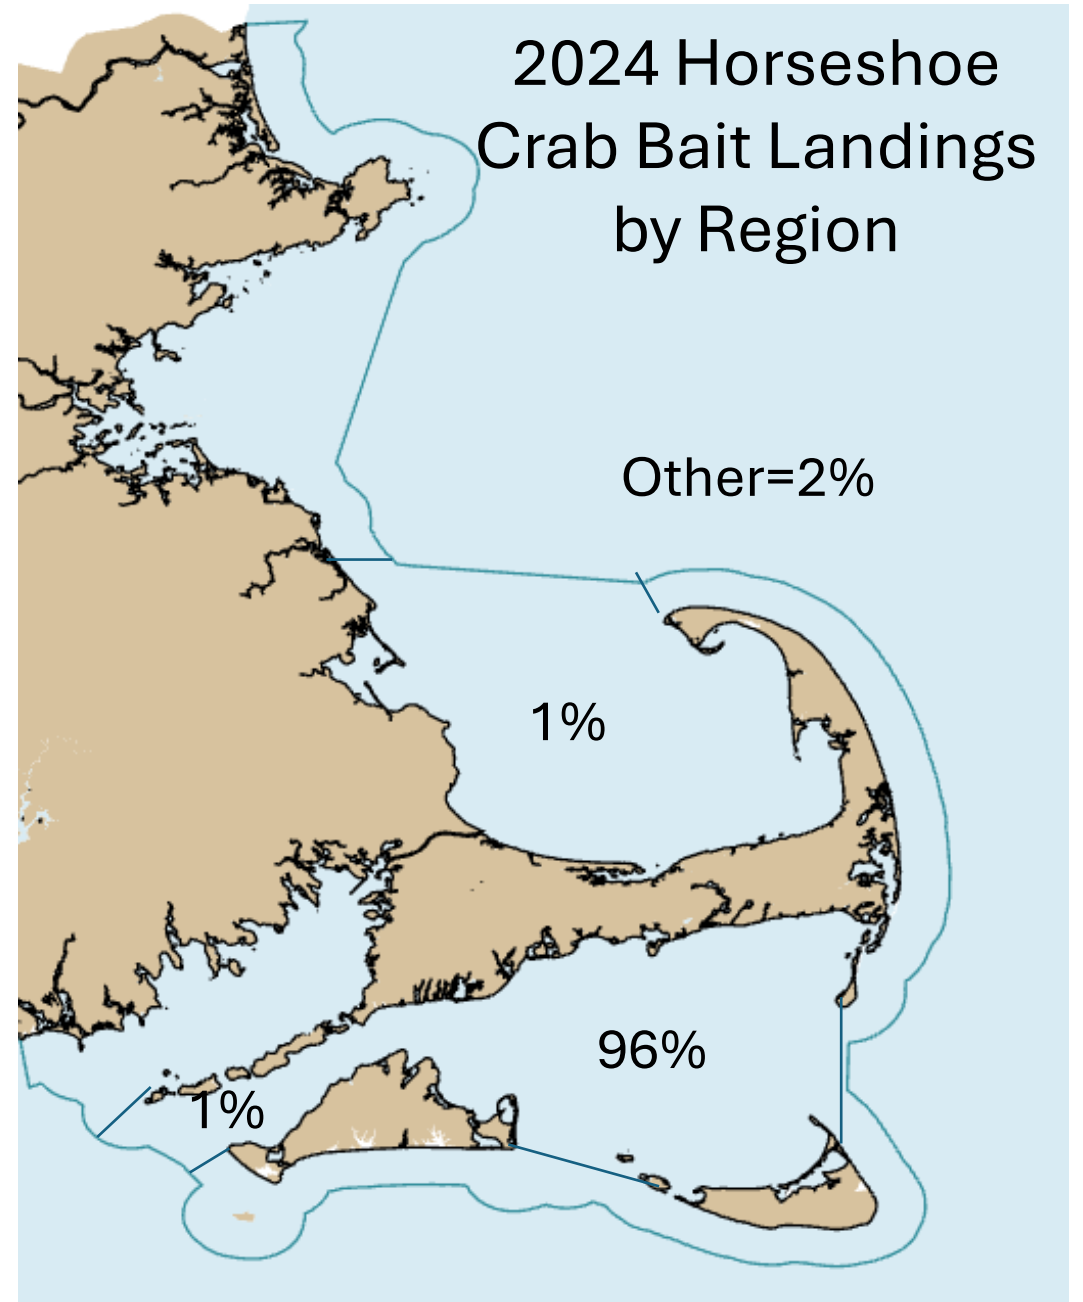 2024 Horseshoe
Crab Bait Landings
by Region
Other=2%
1%
96%
1%